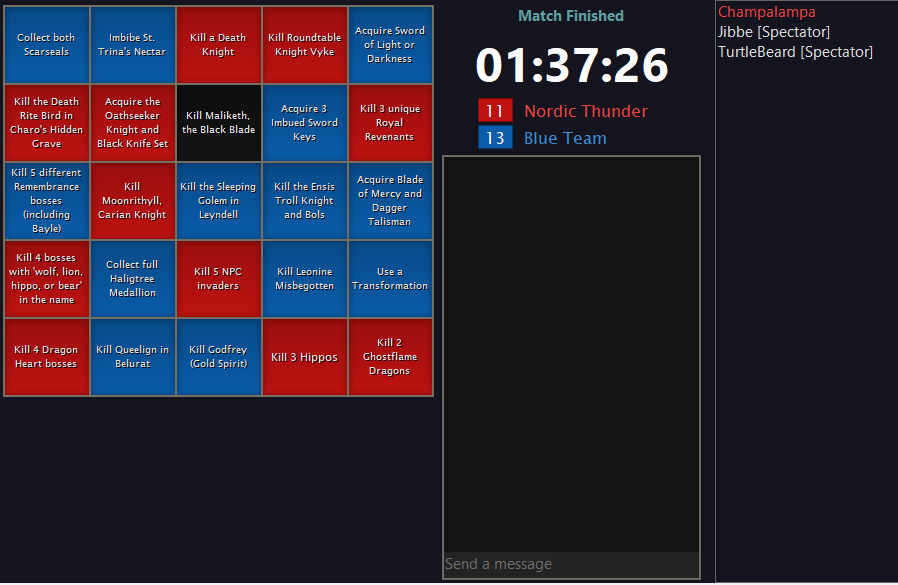 Collect both
Scarseals
Imbibe St.
Trina's Nectar
Kill a Death
Knight
Kill Roundtable
Knight Vyke
Acquire Sword
of Light or
Darkness
Kill the Death
Rite Bird in
Charo's Hidden
Grave
Acquire the
Oathseeker
Knight and
Black Knife Set
Kill Maliketh,
the Black Blade
Acquire 3
Imbued Sword
Keys
Kill 3 unique
Royal
Revenants
Kill 5 different
Remembrance
bosses
(including
Bayle)
Kill
Moonrithyll,
Carian Knight
Kill the Sleeping
Golem in
Leyndell
Kill the Ensis
Troll Knight
and Bols
Acquire Blade
of Mercy and
Dagger
Talisman
Kill 4 bosses
with 'wolf, lion,
hippo, or bear'
in the name
Collect full
Haligtree
Medallion
Kill 5 NPC
invaders
Kill Leonine
Misbegotten
Use a
Transformation
Kill 4 Dragon
Heart bosses
Kill Queelign in
Belurat
Kill Godfrey
(Gold Spirit)
Kill 3 Hippos
Kill 2
Ghostflame
Dragons
Match Finished
01:37:26
11 Nordic Thunder
13 Blue Team
Send a message
Champalampa
Jibbe [Spectator]
TurtleBeard [Spectator]